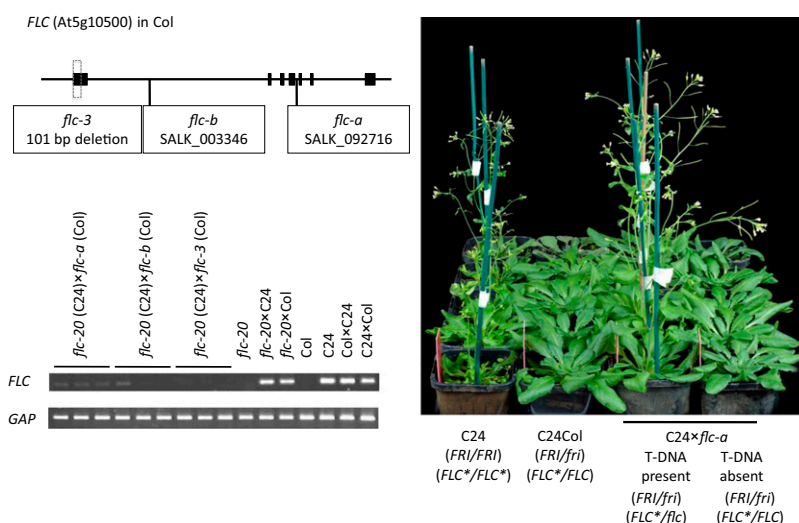 FLC (At5g10500) in Col
flc-3
101 bp deletion
flc-b
SALK_003346
flc-a
SALK_092716
flc-20 (C24)×flc-a (Col)
flc-20 (C24)×flc-b (Col)
flc-20 (C24)×flc-3 (Col)
flc-20
flc-20×C24
flc-20×Col
Col
C24
Col×C24
C24×Col
FLC
GAP
C24
(FRI/FRI)
(FLC*/FLC*)
C24Col
(FRI/fri)
(FLC*/FLC)
C24×flc-a
T-DNA
present
(FRI/fri)
(FLC*/flc)
T-DNA
absent
(FRI/fri)
(FLC*/FLC)